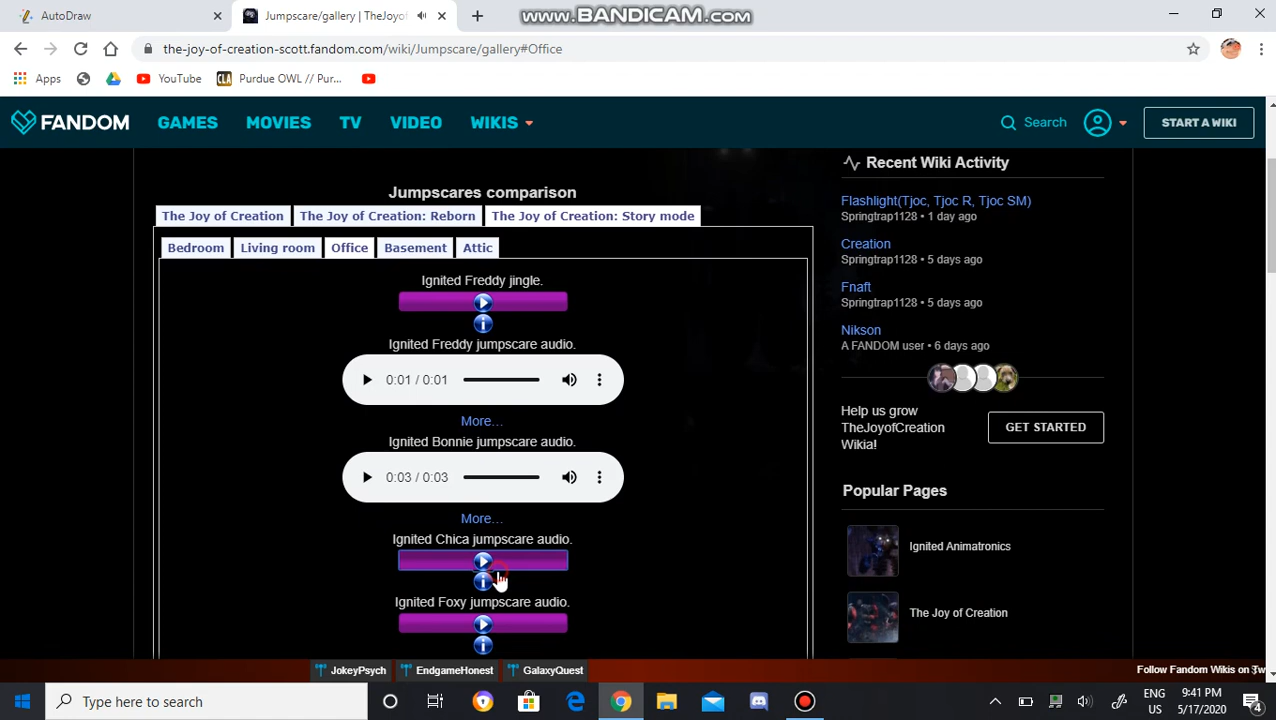 AutoDraw
Jumpscare/gallery | TheJoyof
www.BANDICAM.com
the-joy-of-creation-scott.fandom.com/wiki/Jumpscare/gallery#Office
Apps
YouTube
CLA
Purdue OWL // Pur...
FANDOM
GAMES
MOVIES
TV
VIDEO
WIKIS
Search
START A WIKI
Jumpscares comparison
The Joy of Creation
The Joy of Creation: Reborn
The Joy of Creation: Story mode
Bedroom
Living room
Office
Basement
Attic
Ignited Freddy jingle.
Ignited Freddy jumpscare audio.
0:01 / 0:01
More…
Ignited Bonnie jumpscare audio.
0:03 / 0:03
More…
Ignited Chica jumpscare audio.
Ignited Foxy jumpscare audio.
Recent Wiki Activity
Flashlight(Tjoc, Tjoc R, Tjoc SM)
Springtrap1128 • 1 day ago
Creation
Springtrap1128 • 5 days ago
Fnaft
Springtrap1128 • 5 days ago
Nikson
A FANDOM user • 6 days ago
Help us grow
TheJoyofCreation
Wikia!
GET STARTED
Popular Pages
Ignited Animatronics
The Joy of Creation
JokeyPsych
EndgameHonest
GalaxyQuest
Follow Fandom Wikis on Tw
Type here to search
ENG
US
9:41 PM
5/17/2020
4